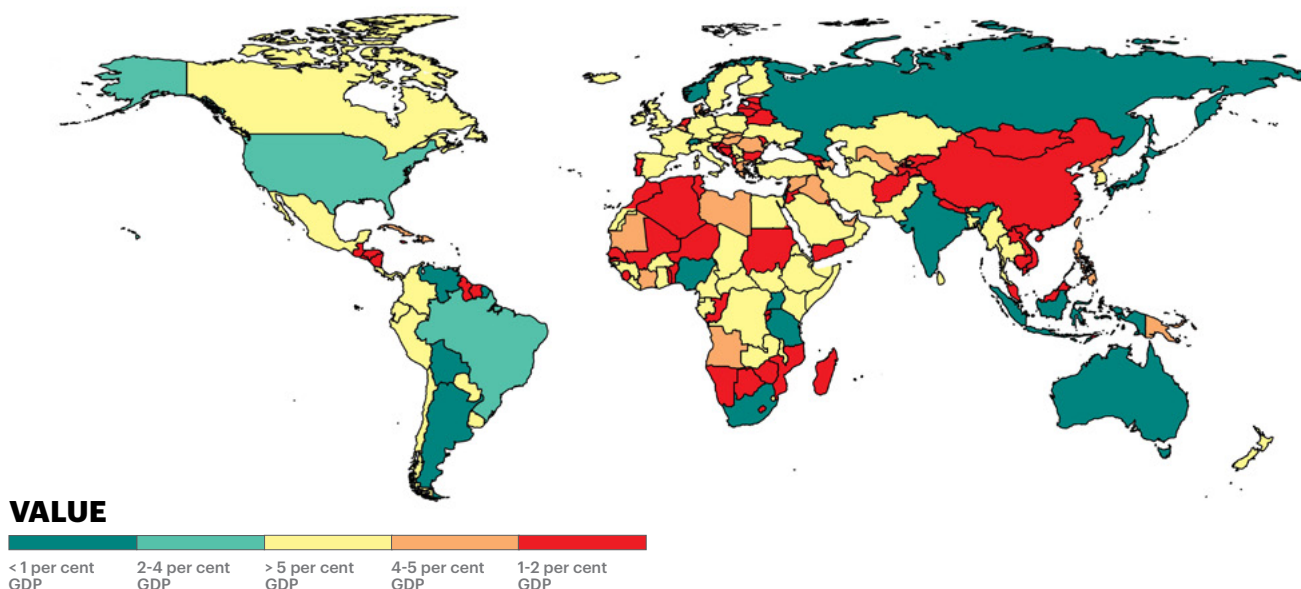 VALUE
< 1 per cent 2-4 per cent > 5 per cent 4-5 per cent 1-2 per cent
GDP GDP GDP GDP GDP